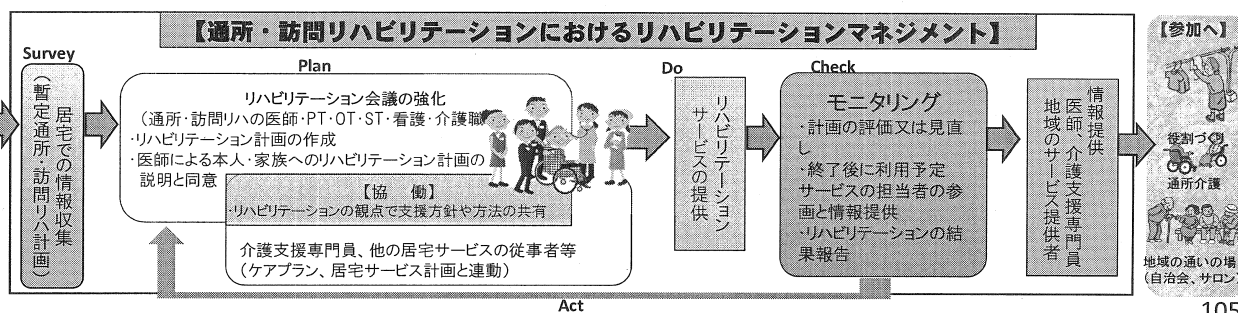 【通所・訪問リハビリテーションにおけるリハビリテーションマネジメント】
Survey
居宅での情報収集
（暫定通所・訪問リハ計画）
Plan
リハビリテーション会議の強化
（通所・訪問リハの医師・PT・OT・ST・看護・介護職
・リハビリテーション計画の作成
・医師による本人・家族へのリハビリテーション計画の
説明と同意
【協　働】
・リハビリテーションの観点で支援方針や方法の共有
介護支援専門員、他の居宅サービスの従事者等
（ケアプラン、居宅サービス計画と連動）
Do
リハビリテーション
サービスの提供
Check
モニタリング
・計画の評価又は見直
し
・終了後に利用予定
サービスの担当者の参
画と情報提供
・リハビリテーションの結
果報告
情報提供
医師、介護支援専門員
地域のサービス提供者
Act
【参加へ】
役割づくり
通所介護
地域の通いの場
（自治会、サロン）
105